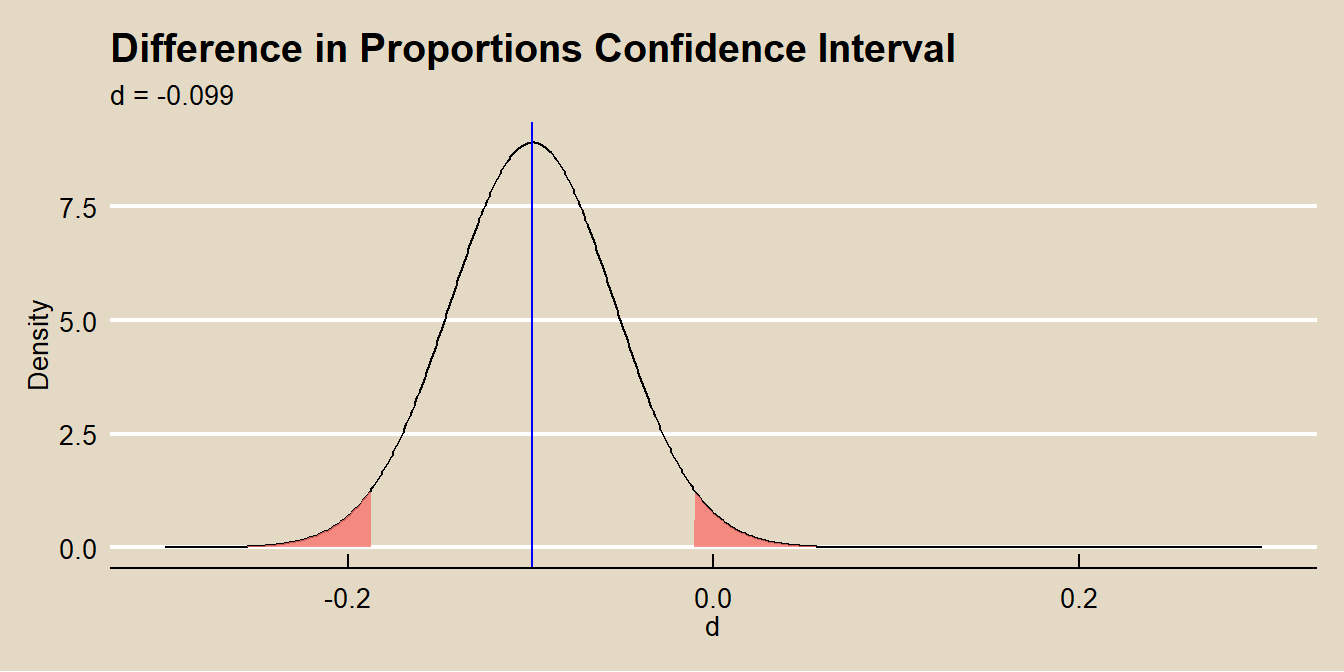 Difference in Proportions Confidence Interval
d = -0.099
7.5
5.0
2.5
0.0
Density
-0.2 0.0 0.2
d